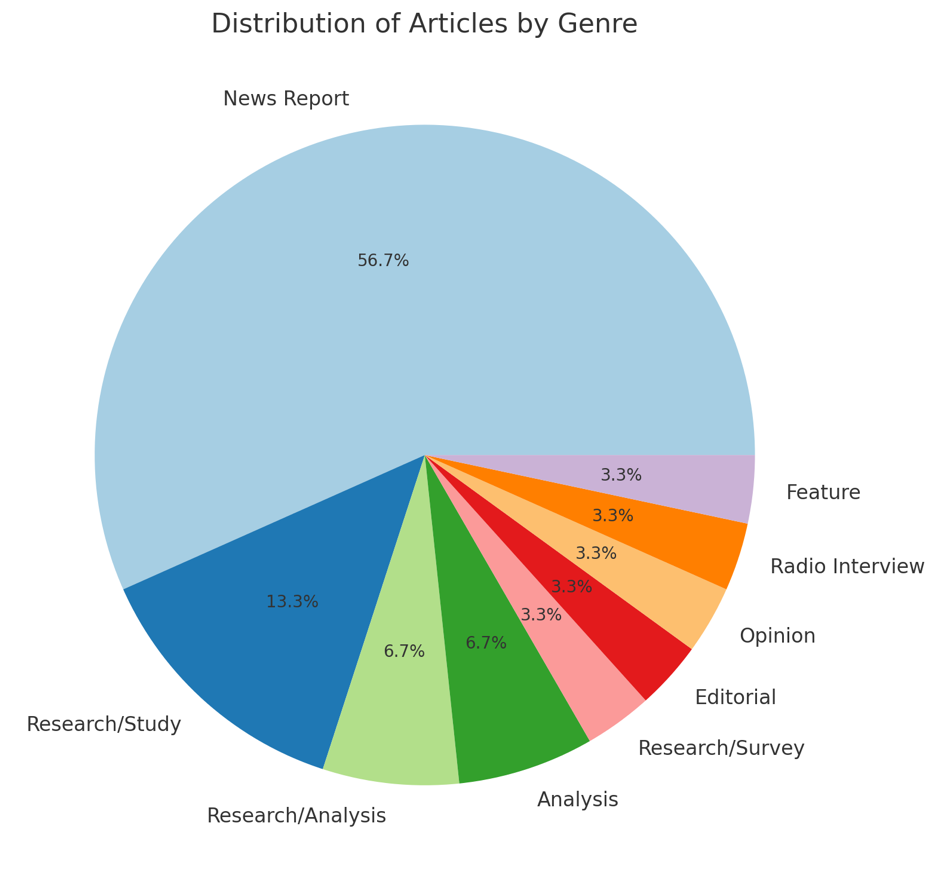 Distribution of Articles by Genre
News Report
56.7%
3.3%
Feature
3.3%
Radio Interview
3.3%
Opinion
3.3%
Editorial
3.3%
Research/Survey
13.3%
Research/Study
6.7%
Research/Analysis
6.7%
Analysis